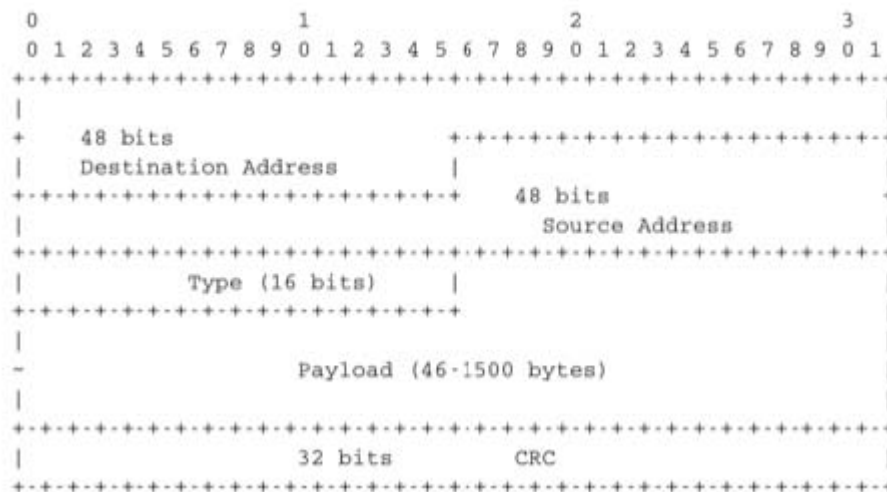 0 1 2 3
0 1 2 3 4 5 6 7 8 9 0 1 2 3 4 5 6 7 8 9 0 1 2 3 4 5 6 7 8 9 0 1
48 bits
Destination Address
48 bits
Source Address
Type (16 bits)
Payload (46-1500 bytes)
32 bits CRC